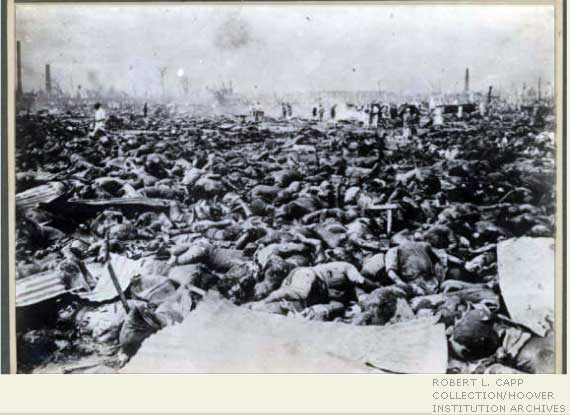 ROBERT L. CAPP
COLLECTION/HOOVER
INSTITUTION ARCHIVES